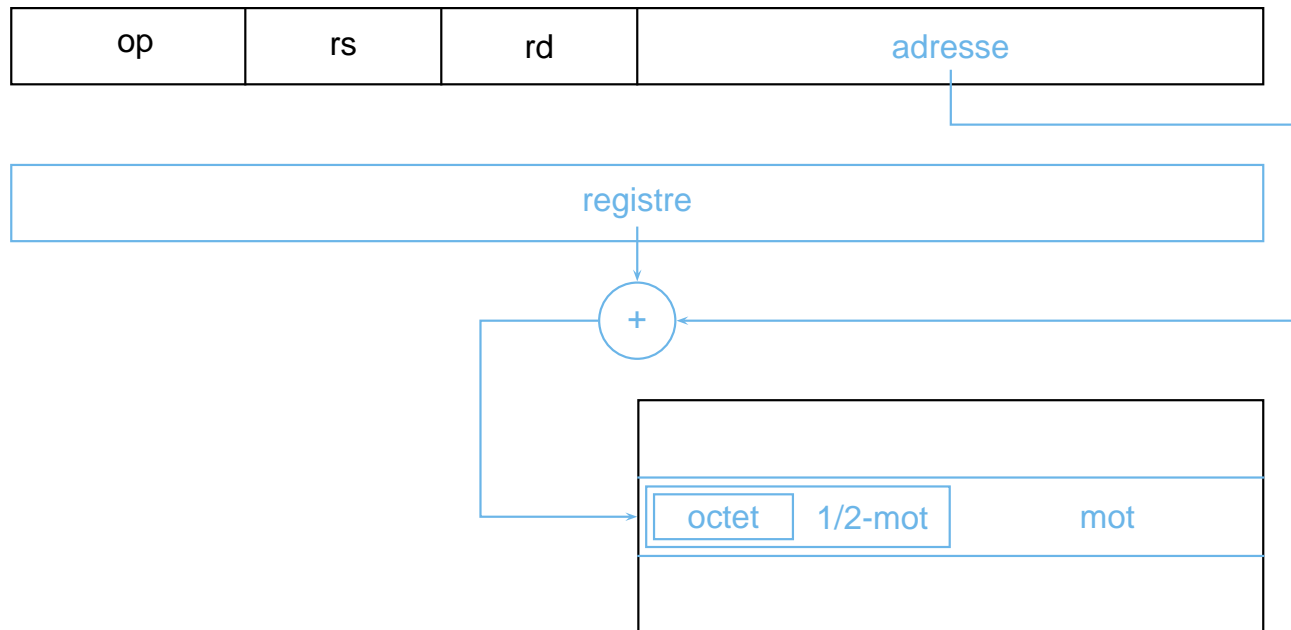 op rs rd adresse
registre
+
octet 1/2-mot mot